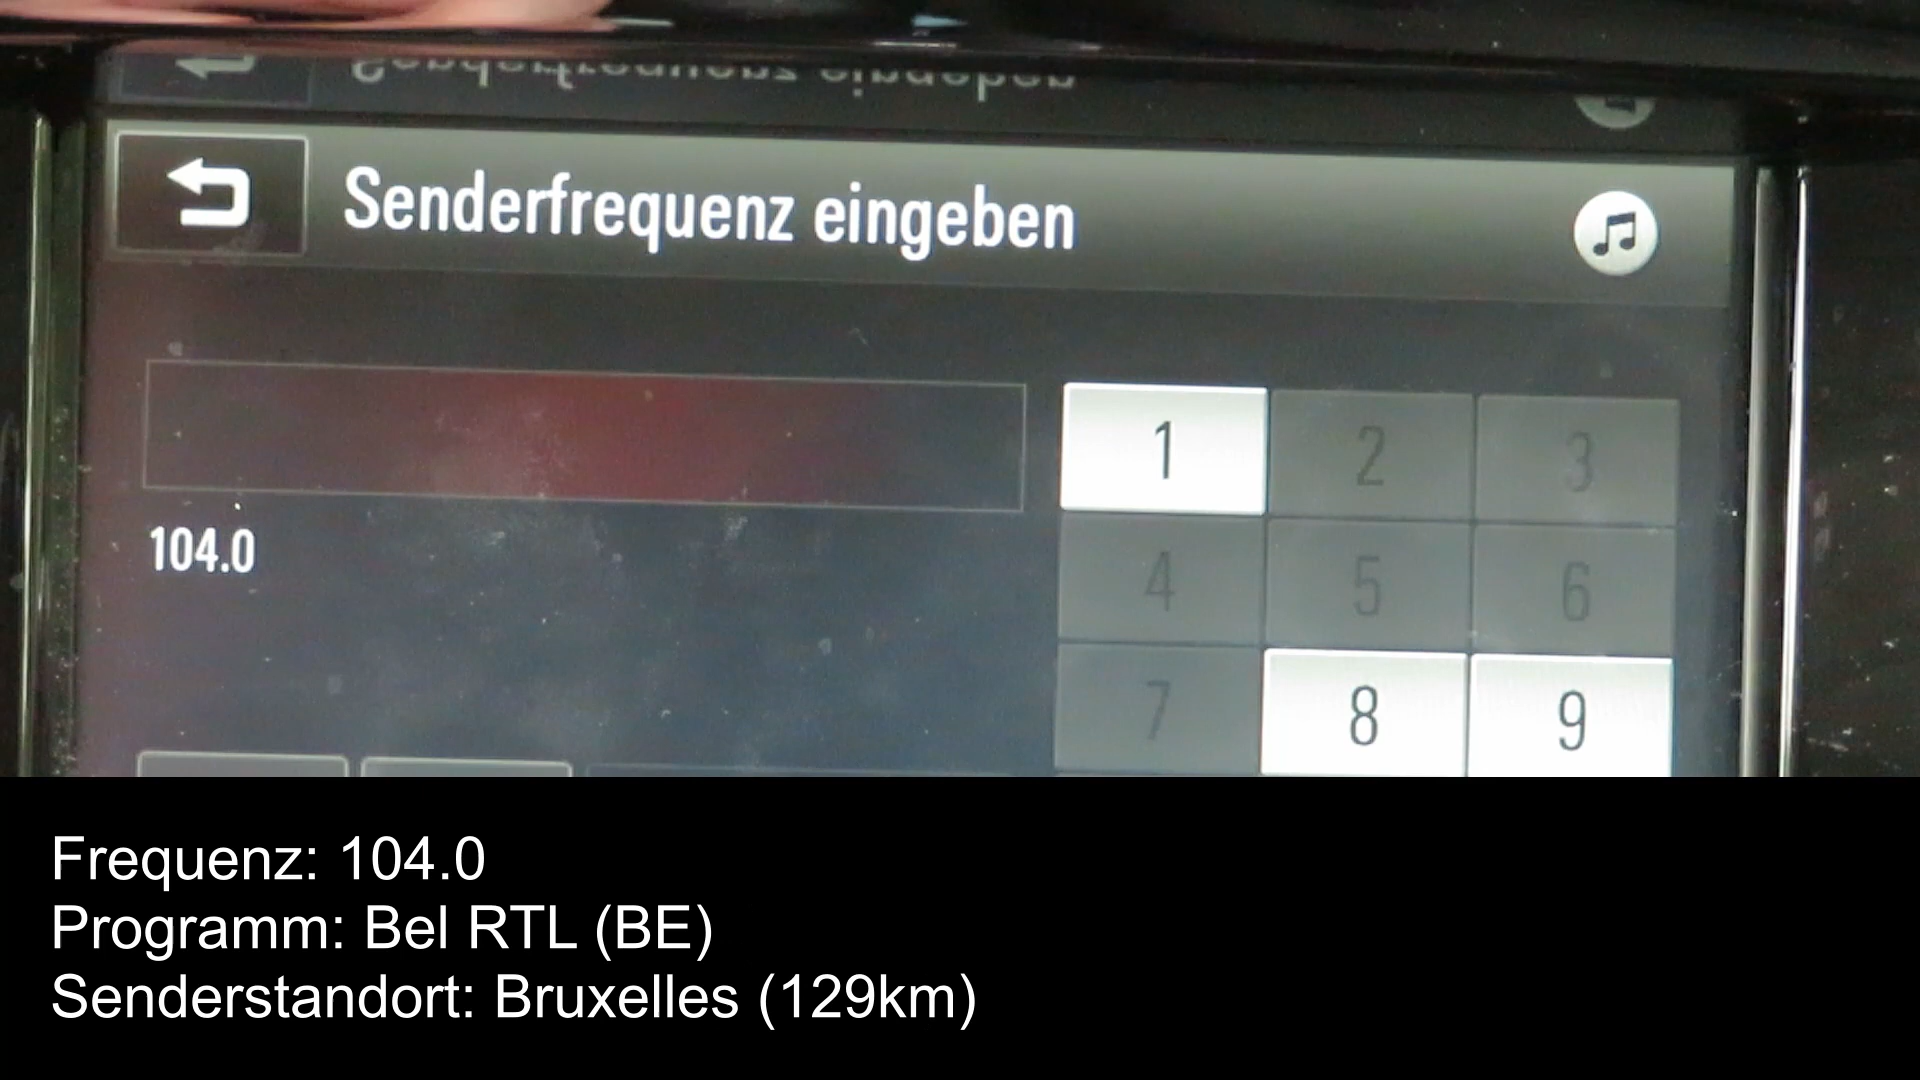 Senderfrequenz eingeben
1 2 3
104.0
4 5 6
7 8 9
Frequenz: 104.0
Programm: Bel RTL (BE)
Senderstandort: Bruxelles (129km)